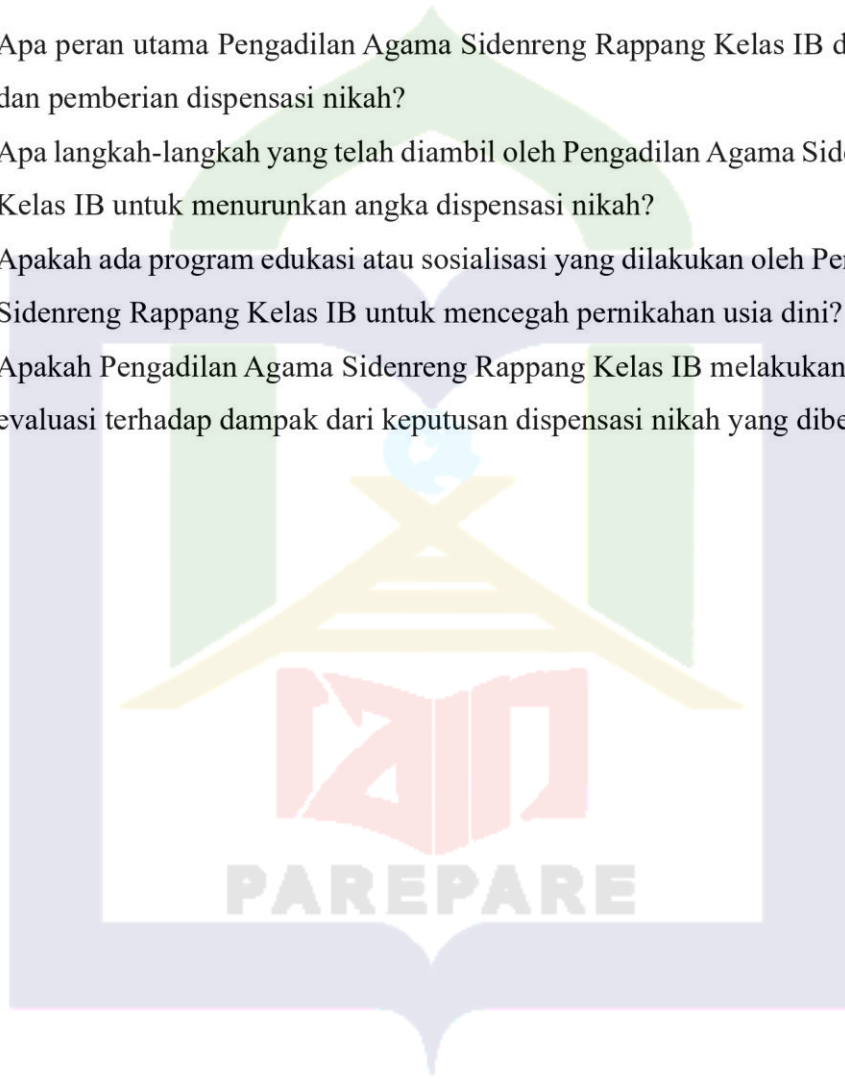 Apa peran utama Pengadilan Agama Sidenreng Rappang Kelas IB
dan pemberian dispensasi nikah?
Apa langkah-langkah yang telah diambil oleh Pengadilan Agama
Kelas IB untuk menurunkan angka dispensasi nikah?
Apakah ada program edukasi atau sosialisasi yang dilakukan oleh
Sidenreng Rappang Kelas IB untuk mencegah pernikahan usia dini?
Apakah Pengadilan Agama Sidenreng Rappang Kelas IB melakukan
evaluasi terhadap dampak dari keputusan dispensasi nikah yang
iain
PAREPARE